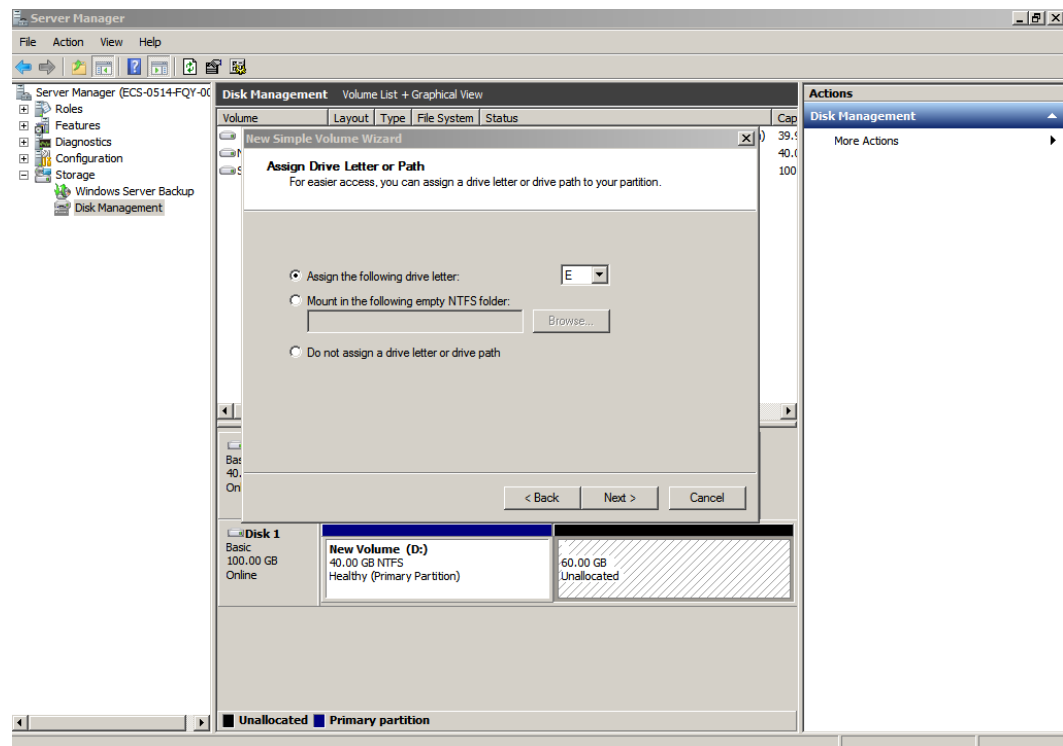 Server Manager
File Action View Help
Server Manager (ECS-0514-FQY-00
Roles
Features
Diagnostics
Configuration
Storage
Windows Server Backup
Disk Management
Disk Management Volume List + Graphical View
Volume Layout Type File System Status Cap
39.9
40.0
100
New Simple Volume Wizard
Assign Drive Letter or Path
For easier access, you can assign a drive letter or drive path to your partition.
Assign the following drive letter: E
Mount in the following empty NTFS folder:
Browse...
Do not assign a drive letter or drive path
< Back Next > Cancel
Bas
40.
Onl
Disk 1
Basic
100.00 GB
Online
New Volume (D:)
40.00 GB NTFS
Healthy (Primary Partition)
60.00 GB
Unallocated
Unallocated Primary partition
Actions
Disk Management
More Actions